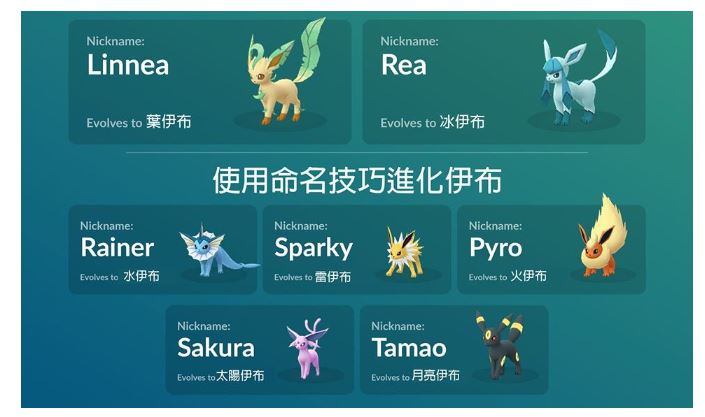 Nickname:
Linnea
Evolves to 葉伊布
Nickname:
Rea
Evolves to 冰伊布
使用命名技巧進化伊布
Nickname:
Rainer
Evolves to 水伊布
Nickname:
Sparky
Evolves to 雷伊布
Nickname:
Pyro
Evolves to 火伊布
Nickname:
Sakura
Evolves to 太陽伊布
Nickname:
Tamao
Evolves to 月亮伊布